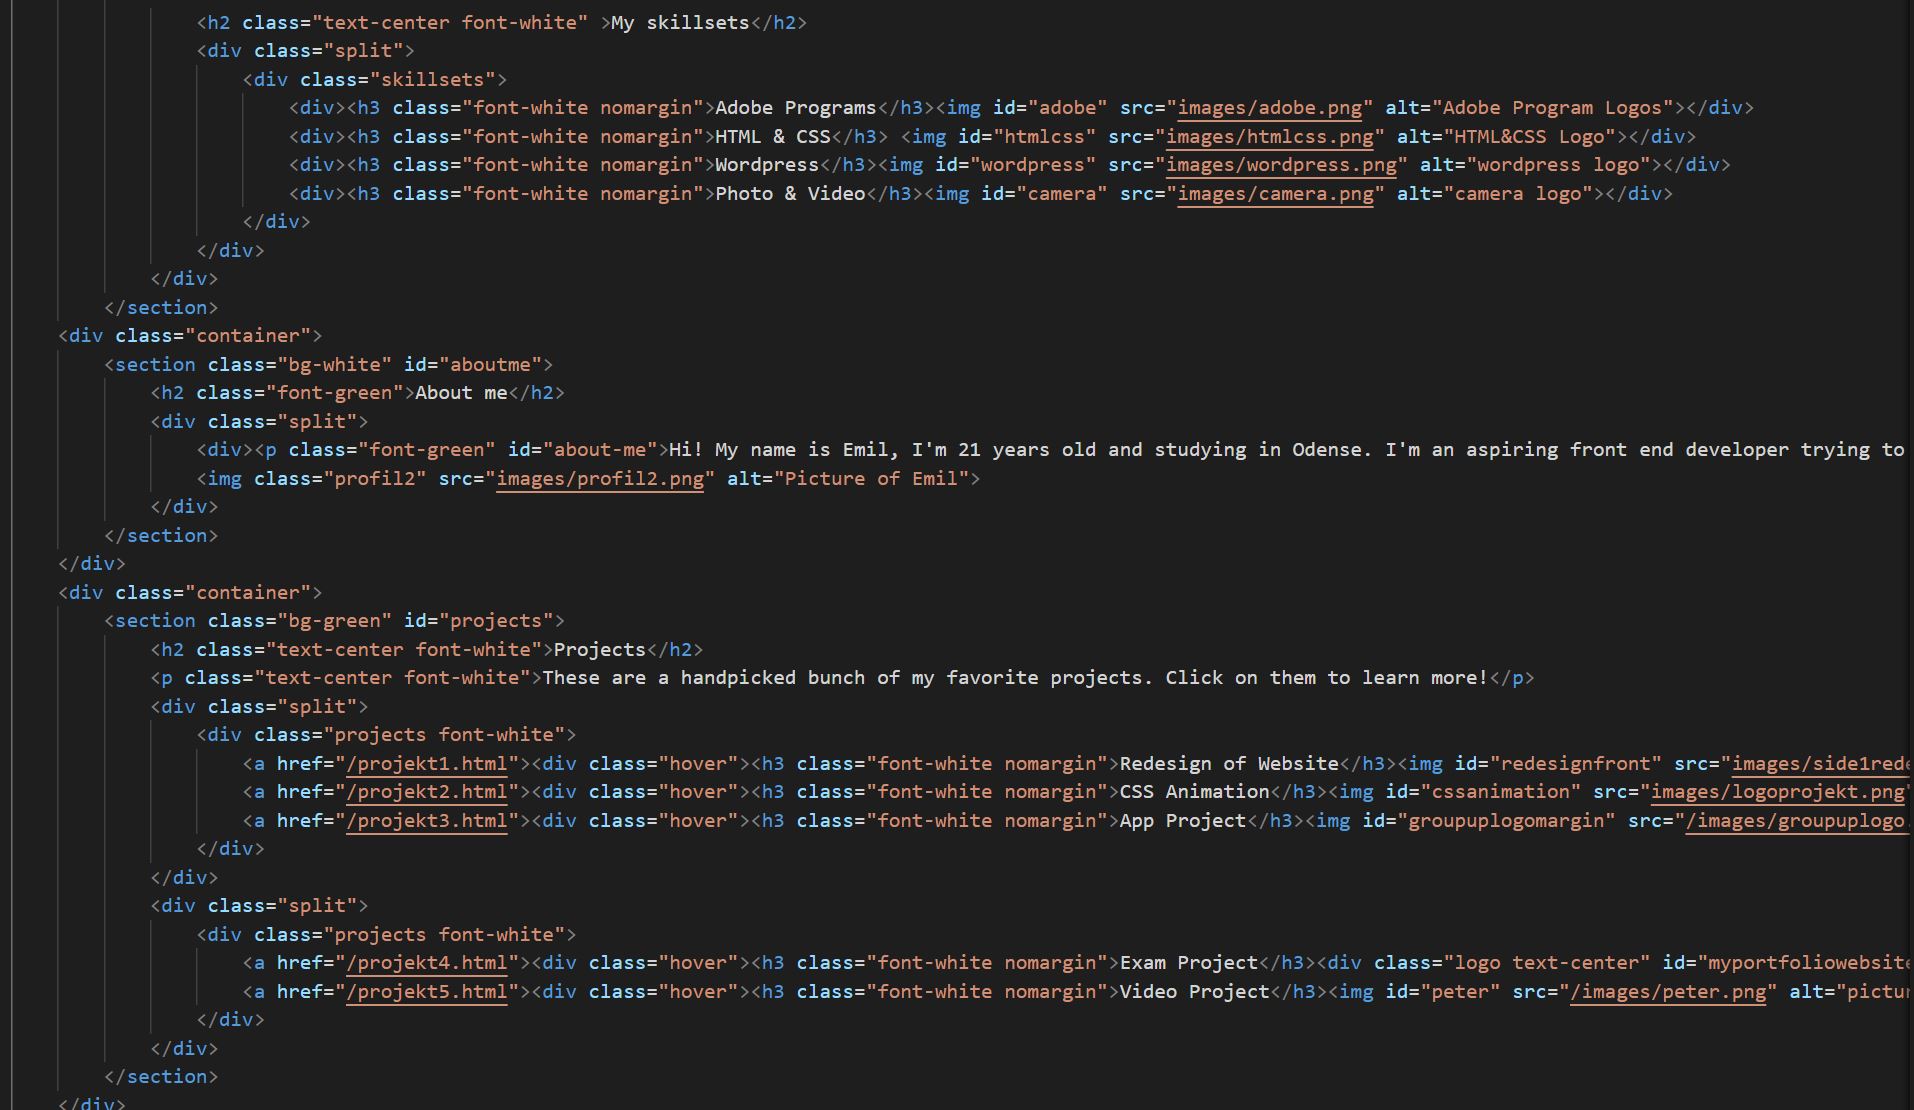 <h2 class="text-center font-white" >My skillsets</h2>
<div class="split">
<div class="skillsets">
<div><h3 class="font-white nomargin">Adobe Programs</h3><img id="adobe" src="images/adobe.png" alt="Adobe Program Logos"></div>
<div><h3 class="font-white nomargin">HTML & CSS</h3> <img id="htmlcss" src="images/htmlcss.png" alt="HTML&CSS Logo"></div>
<div><h3 class="font-white nomargin">Wordpress</h3><img id="wordpress" src="images/wordpress.png" alt="wordpress logo"></div>
<div><h3 class="font-white nomargin">Photo & Video</h3><img id="camera" src="images/camera.png" alt="camera logo"></div>
</div>
</div>
</div>
</section>
<div class="container">
<section class="bg-white" id="aboutme">
<h2 class="font-green">About me</h2>
<div class="split">
<div><p class="font-green" id="about-me">Hi! My name is Emil, I'm 21 years old and studying in Odense. I'm an aspiring front end developer trying to
<img class="profil2" src="images/profil2.png" alt="Picture of Emil">
</div>
</section>
</div>
<div class="container">
<section class="bg-green" id="projects">
<h2 class="text-center font-white">Projects</h2>
<p class="text-center font-white">These are a handpicked bunch of my favorite projects. Click on them to learn more!</p>
<div class="split">
<div class="projects font-white">
<a href="/projekt1.html"><div class="hover"><h3 class="font-white nomargin">Redesign of Website</h3><img id="redesignfront" src="images/side1rede
<a href="/projekt2.html"><div class="hover"><h3 class="font-white nomargin">CSS Animation</h3><img id="cssanimation" src="images/logoprojekt.png"
<a href="/projekt3.html"><div class="hover"><h3 class="font-white nomargin">App Project</h3><img id="groupuplogomargin" src="/images/groupuplogo.
</div>
</div>
<div class="split">
<div class="projects font-white">
<a href="/projekt4.html"><div class="hover"><h3 class="font-white nomargin">Exam Project</h3><div class="logo text-center" id="myportfoliowebsite
<a href="/projekt5.html"><div class="hover"><h3 class="font-white nomargin">Video Project</h3><img id="peter" src="/images/peter.png" alt="pictur
</div>
</div>
</section>
</div>